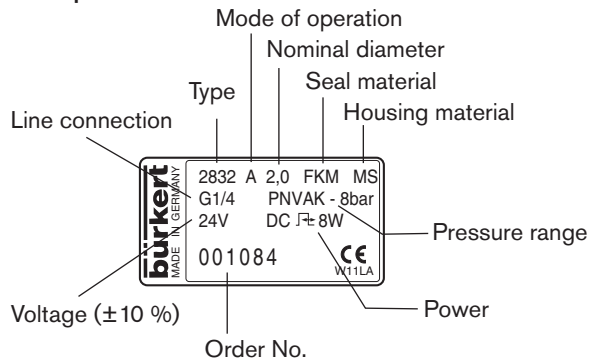 Mode of operation
Nominal diameter
Type
Seal material
Housing material
Line connection
bürkert
MADE IN GERMANY
2832 A 2,0 FKM MS
G1/4 PNVAK - 8bar
24V DC 8W
001084
CE
W11LA
Pressure range
Voltage (±10 %)
Power
Order No.